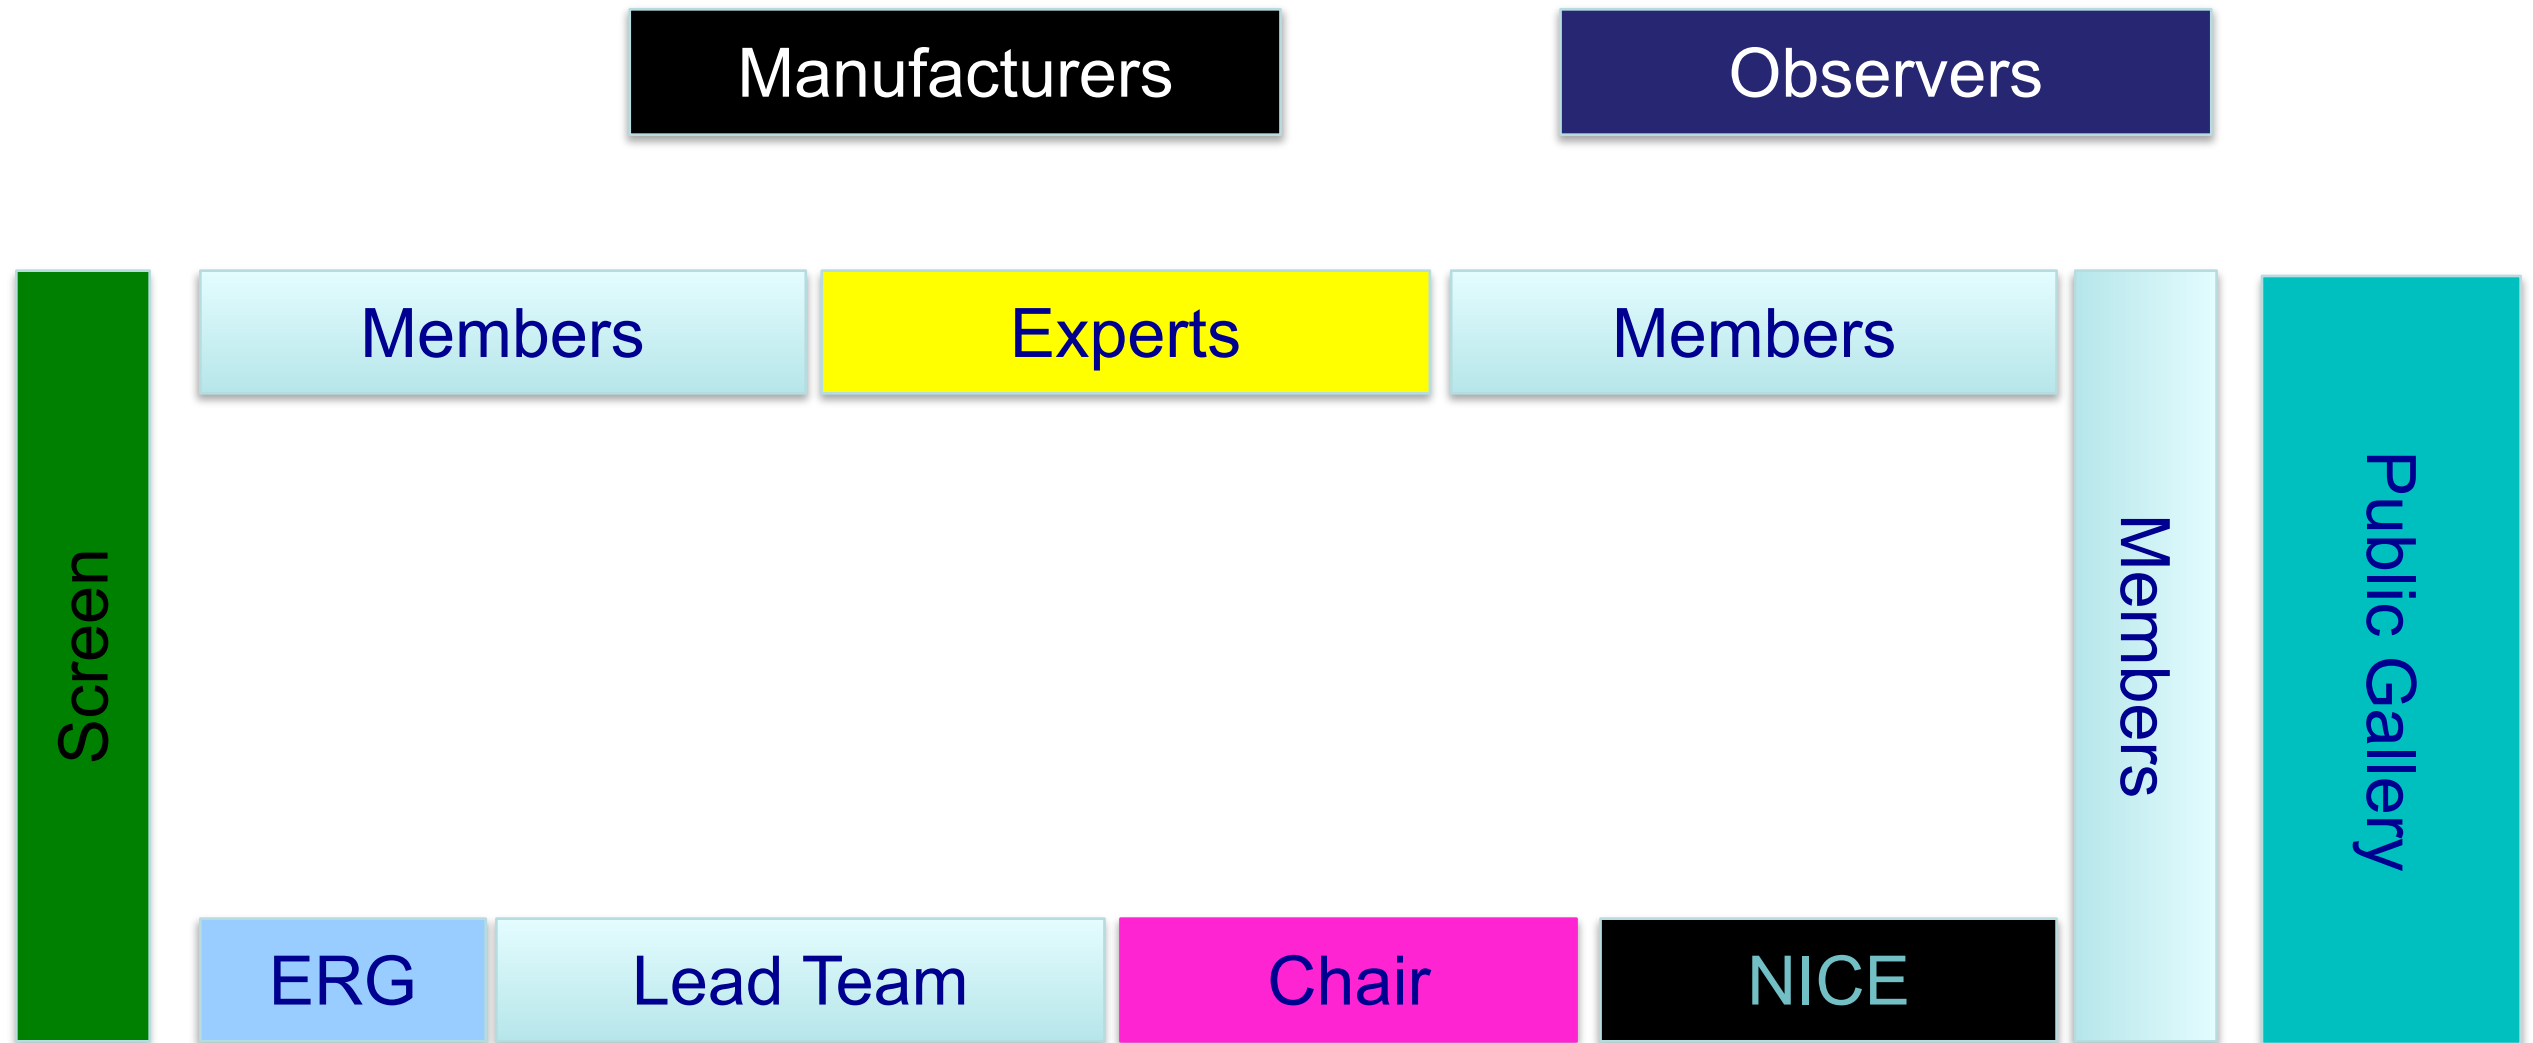 Manufacturers
Observers
Screen
Members
Experts
Members
Members
Public Gallery
ERG
Lead Team
Chair
NICE